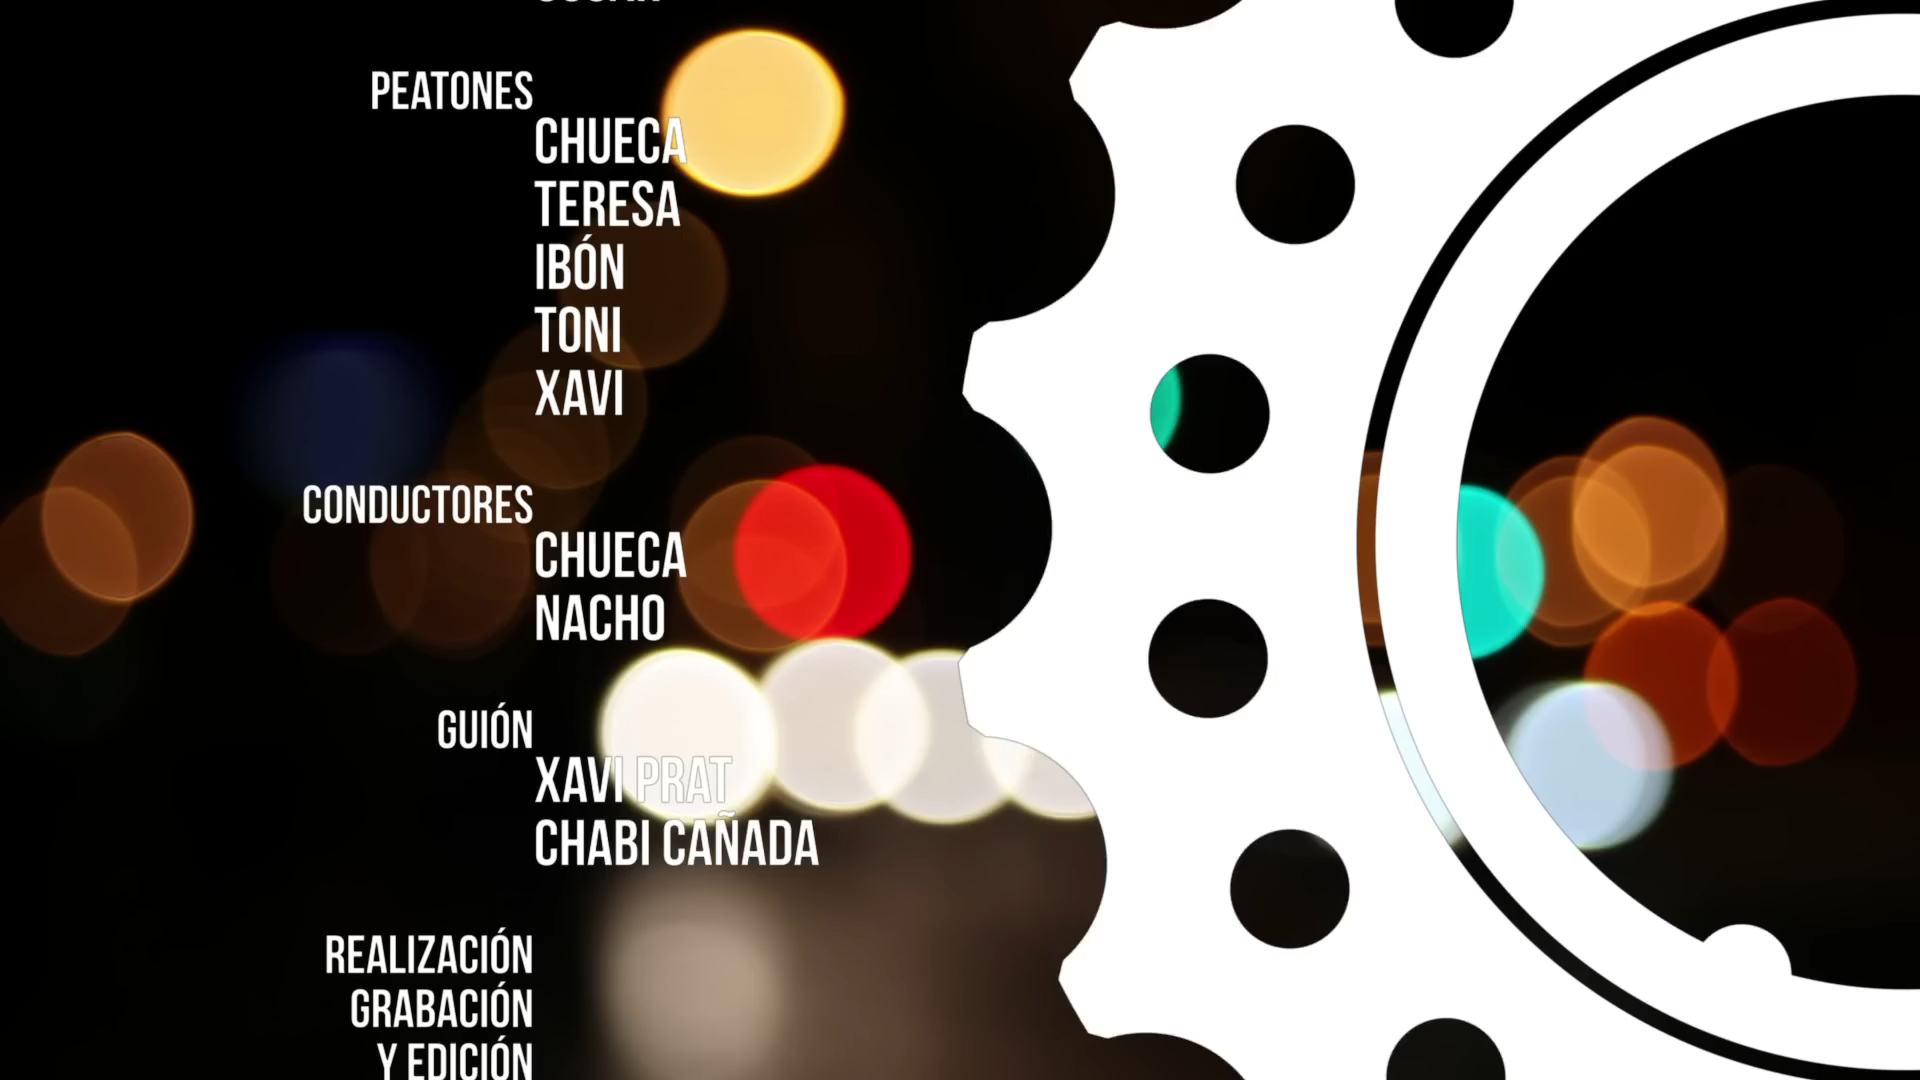 PEATONES
CHUECA
TERESA
IBÓN
TONI
XAVI
CONDUCTORES
CHUECA
NACHO
GUIÓN
XAVI PRAT
CHABI CAÑADA
REALIZACIÓN
GRABACIÓN
Y EDICIÓN